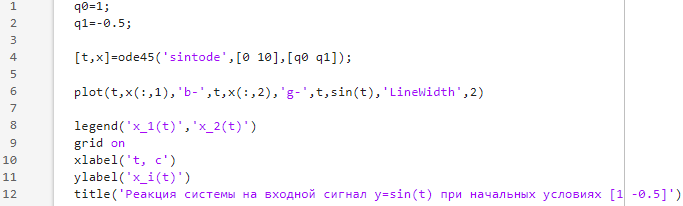 1 q0=1;
2 q1=-0.5;
3
4 [t,x]=ode45('sintode',[0 10],[q0 q1]);
5
6 plot(t,x(:,1),'b-',t,x(:,2),'g-',t,sin(t),'LineWidth',2)
7
8 legend('x_1(t)','x_2(t)')
9 grid on
10 xlabel('t, c')
11 ylabel('x_i(t)')
12 title('Реакция системы на входной сигнал y=sin(t) при начальных условиях [1 -0.5]')